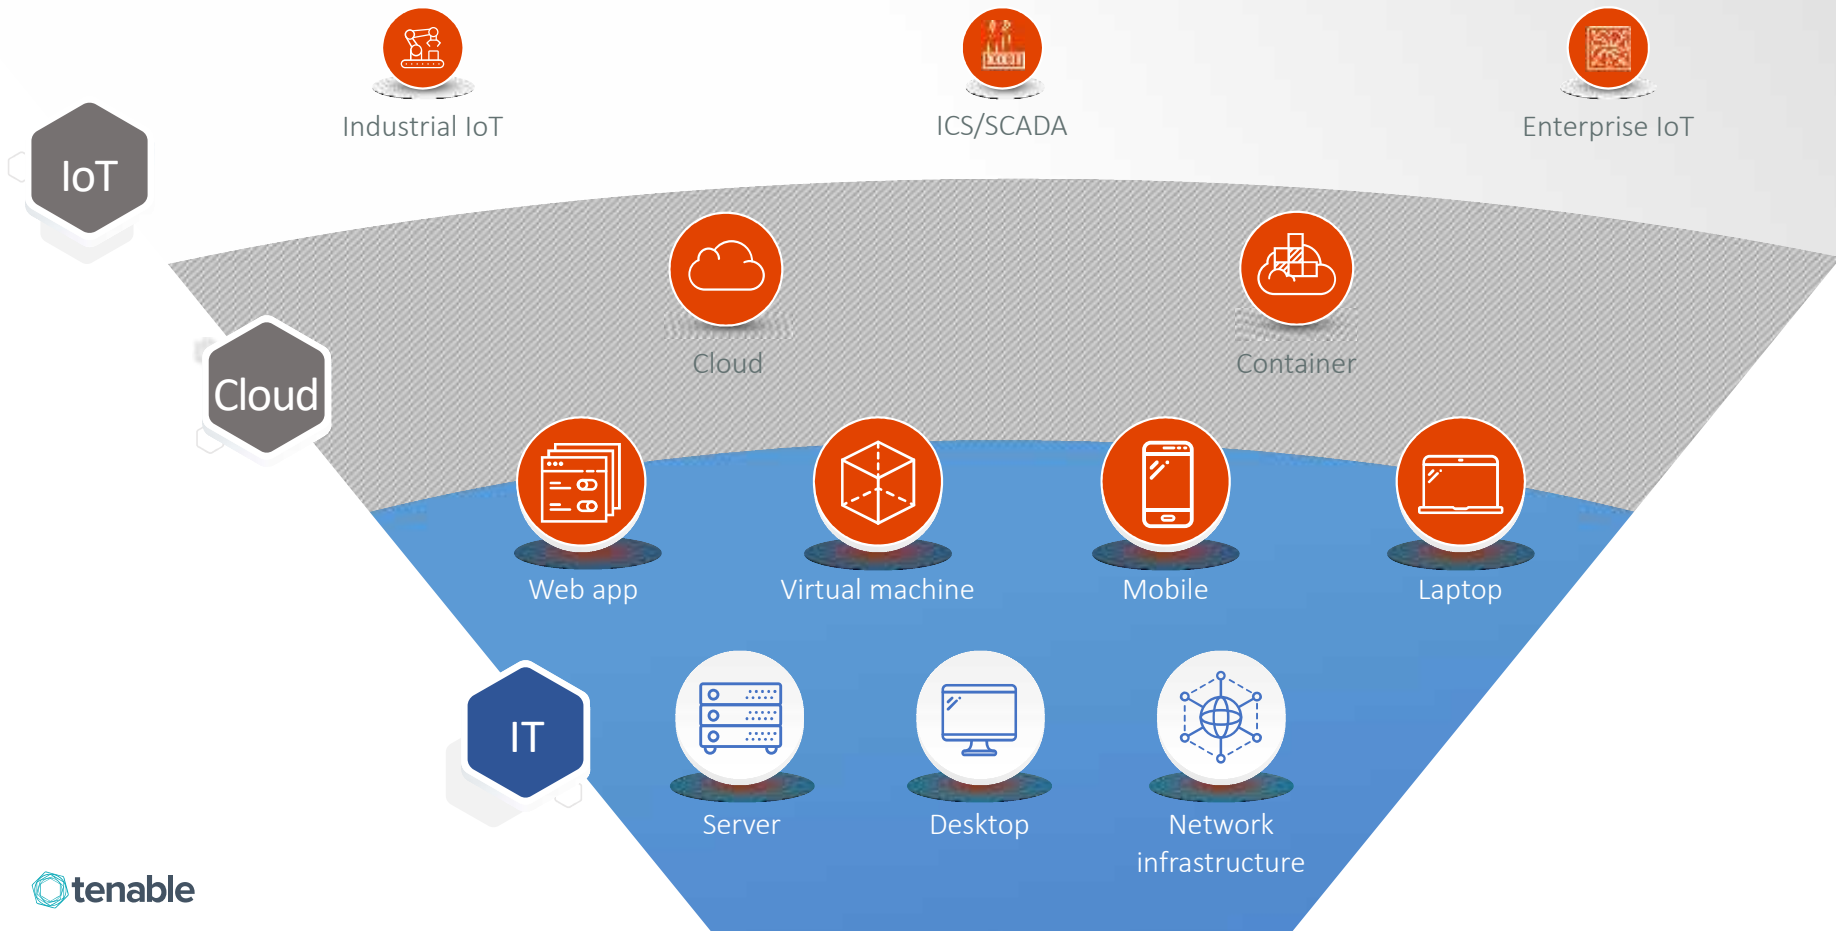 Industrial IoT
ICS/SCADA
Enterprise IoT
IoT
Cloud
Container
Cloud
Web app
Virtual machine
Mobile
Laptop
IT
Server
Desktop
Network
infrastructure
tenable